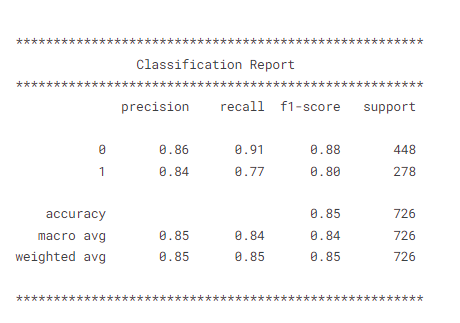 ******************************************************
Classification Report
******************************************************
precision recall f1-score support
0 0.86 0.91 0.88 448
1 0.84 0.77 0.80 278
accuracy 0.85 726
macro avg 0.85 0.84 0.84 726
weighted avg 0.85 0.85 0.85 726
******************************************************